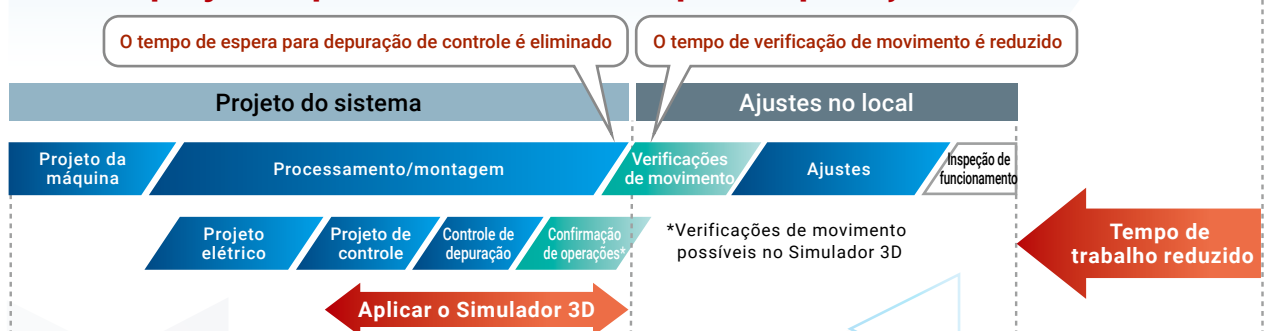 O tempo de espera para depuração de controle é eliminado
O tempo de verificação de movimento é reduzido
Projeto do sistema
Ajustes no local
Projeto da
máquina
Processamento/montagem
Verificações
de movimento
Ajustes
Inspeção de
funcionamento
Projeto
elétrico
Projeto de
controle
Controle de
depuração
Confirmação
de operações*
*Verificações de movimento
possíveis no Simulador 3D
Tempo de
trabalho reduzido
Aplicar o Simulador 3D